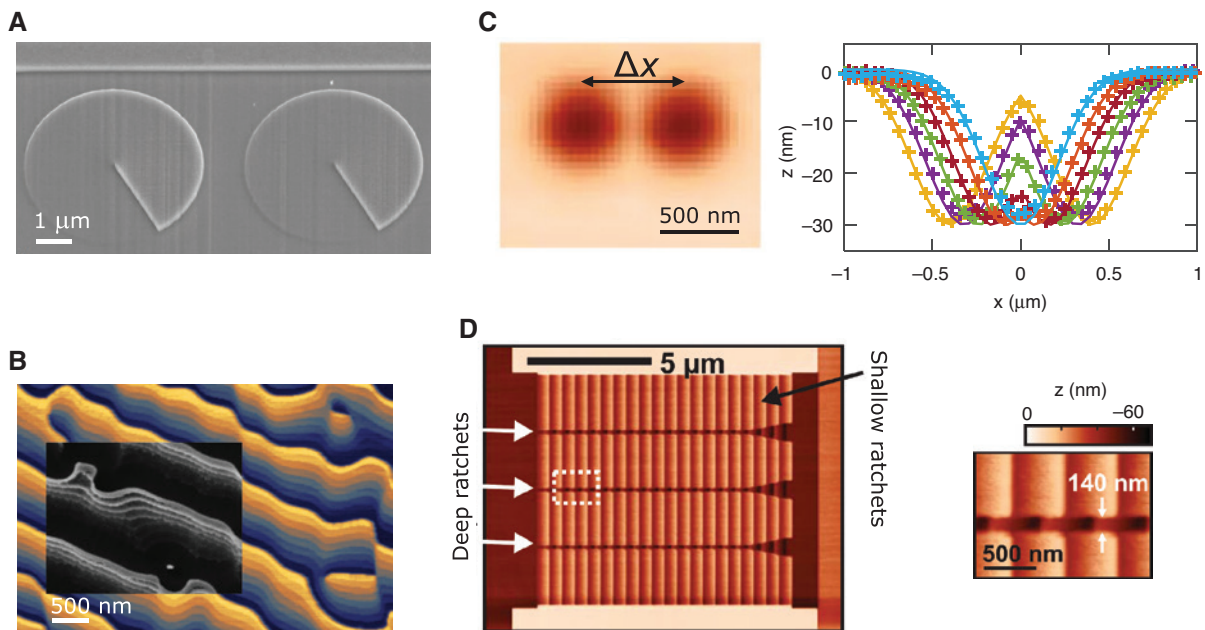 A
1 μm
C
Δx
500 nm
z (nm)
0
−10
−20
−30
−1
−0.5
0
0.5
1
x (μm)
B
500 nm
D
5 μm
Deep ratchets
Shallow ratchets
z (nm)
0
−60
140 nm
500 nm